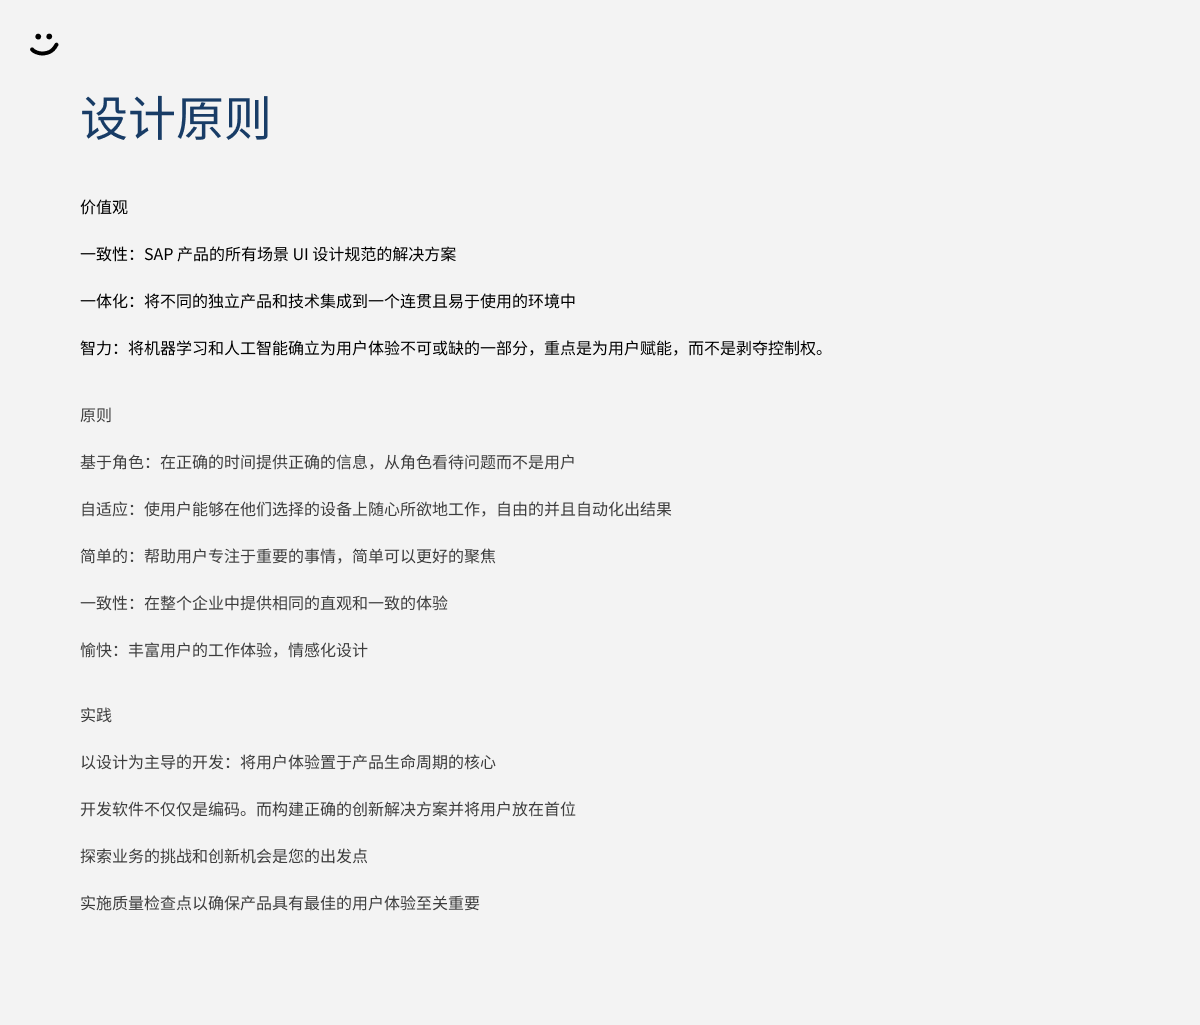 设计原则
价值观
一致性：SAP 产品的所有场景 UI 设计规范的解决方案
一体化：将不同的独立产品和技术集成到一个连贯且易于使用的环境中
智力：将机器学习和人工智能确立为用户体验不可或缺的一部分，重点是为用户赋能，而不是剥夺控制权。
原则
基于角色：在正确的时间提供正确的信息，从角色看待问题而不是用户
自适应：使用户能够在他们选择的设备上随心所欲地工作，自由的并且自动化出结果
简单的：帮助用户专注于重要的事情，简单可以更好的聚焦
一致性：在整个企业中提供相同的直观和一致的体验
愉快：丰富用户的工作体验，情感化设计
实践
以设计为主导的开发：将用户体验置于产品生命周期的核心
开发软件不仅仅是编码。而构建正确的创新解决方案并将用户放在首位
探索业务的挑战和创新机会是您的出发点
实施质量检查点以确保产品具有最佳的用户体验至关重要